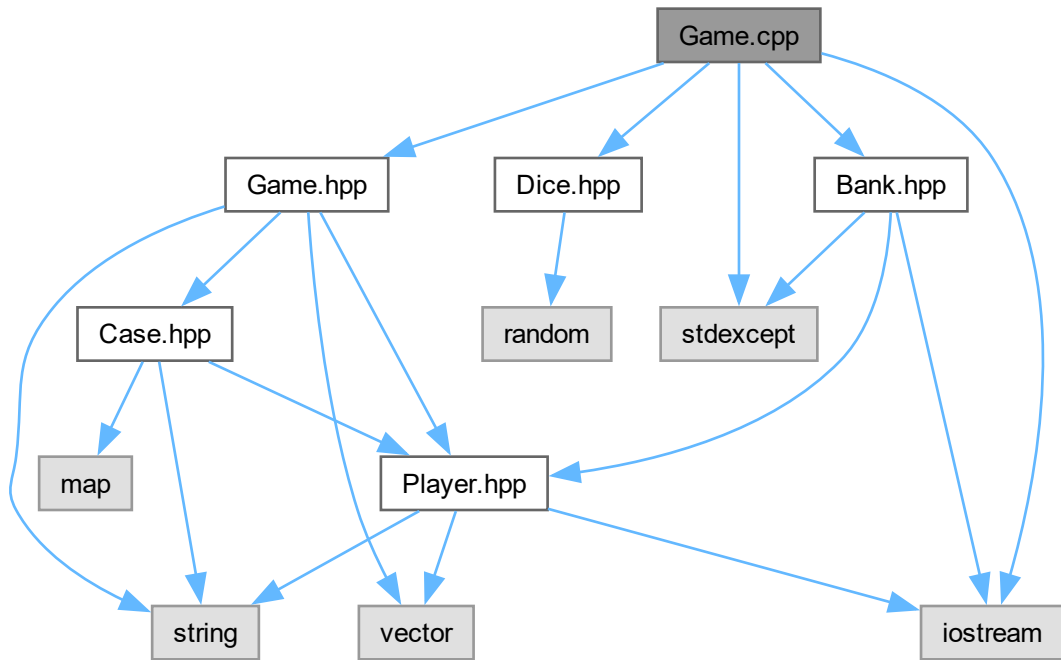 Game.cpp
Game.hpp
Dice.hpp
Bank.hpp
Case.hpp
random
stdexcept
map
Player.hpp
string
vector
iostream